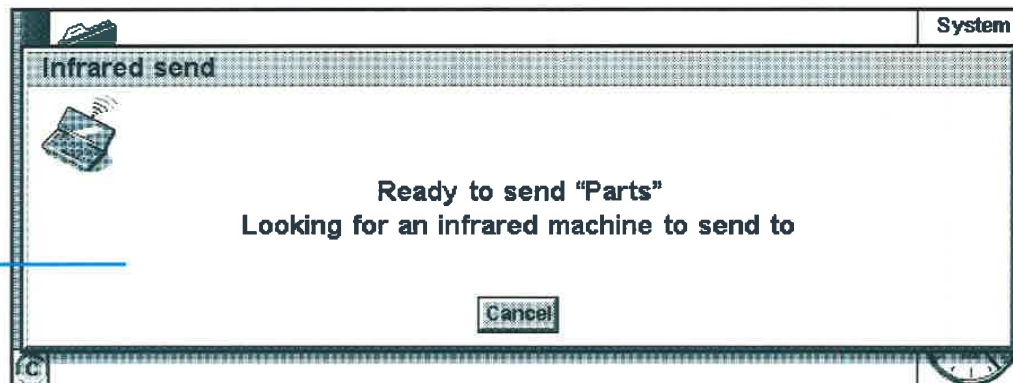 System
Infrared send
Ready to send “Parts”
Looking for an infrared machine to send to
Cancel
C